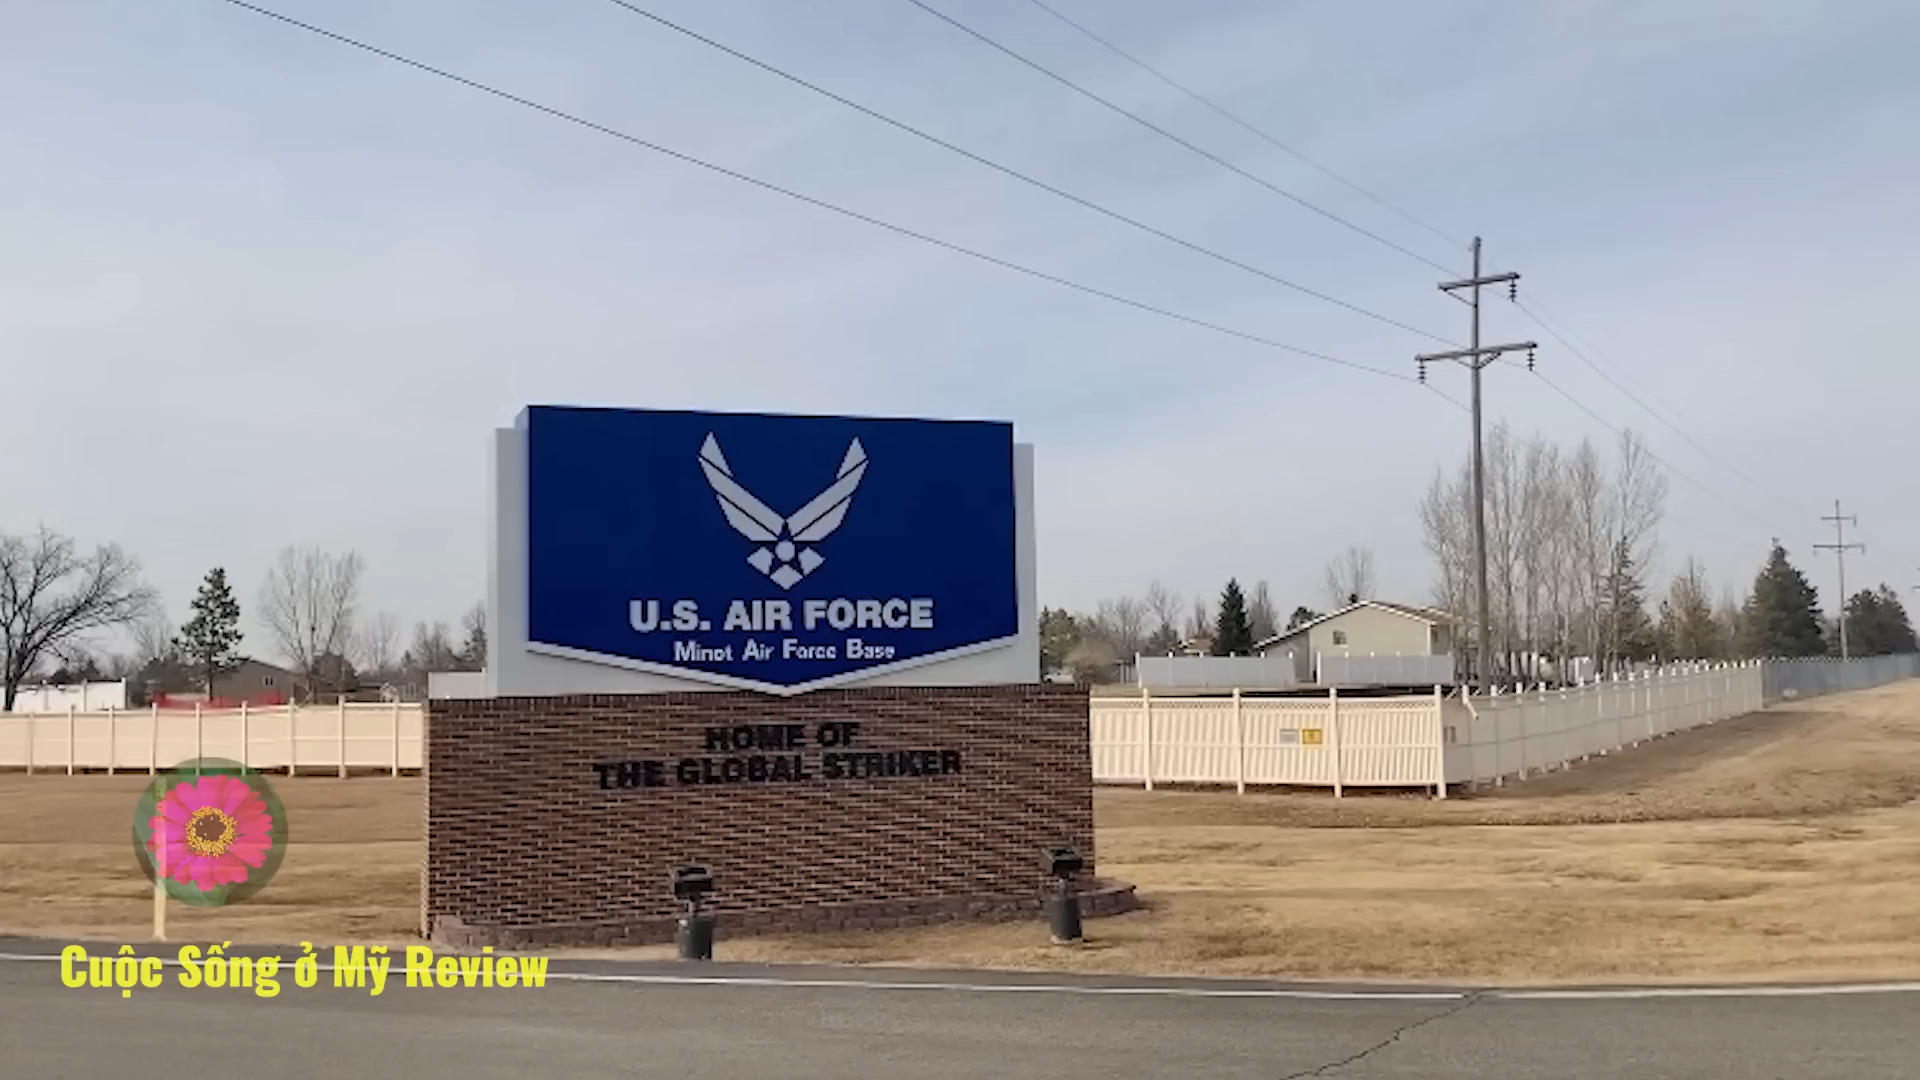 U.S. AIR FORCE
Minot Air Force Base
HOME OF
THE GLOBAL STRIKER
Cuộc Sống ở Mỹ Review